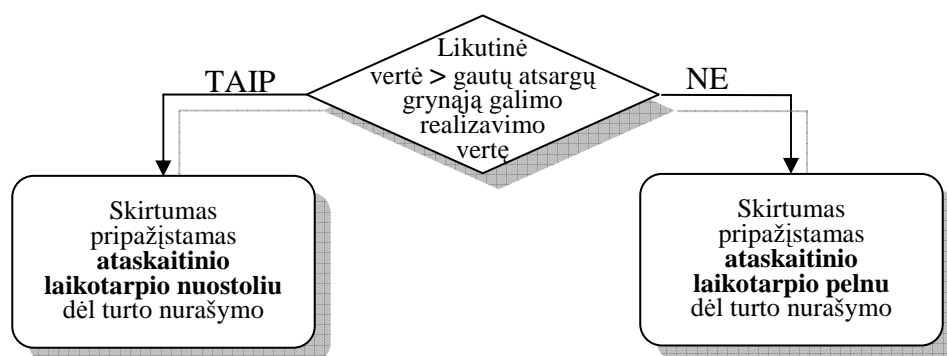 Likutinė
vertė > gautų atsargų
grynąją galimo
realizavimo
vertę
TAIP
NE
Skirtumas
pripažįstamas
ataskaitinio
laikotarpio nuostoliu
dėl turto nurašymo
Skirtumas
pripažįstamas
ataskaitinio
laikotarpio pelnu
dėl turto nurašymo